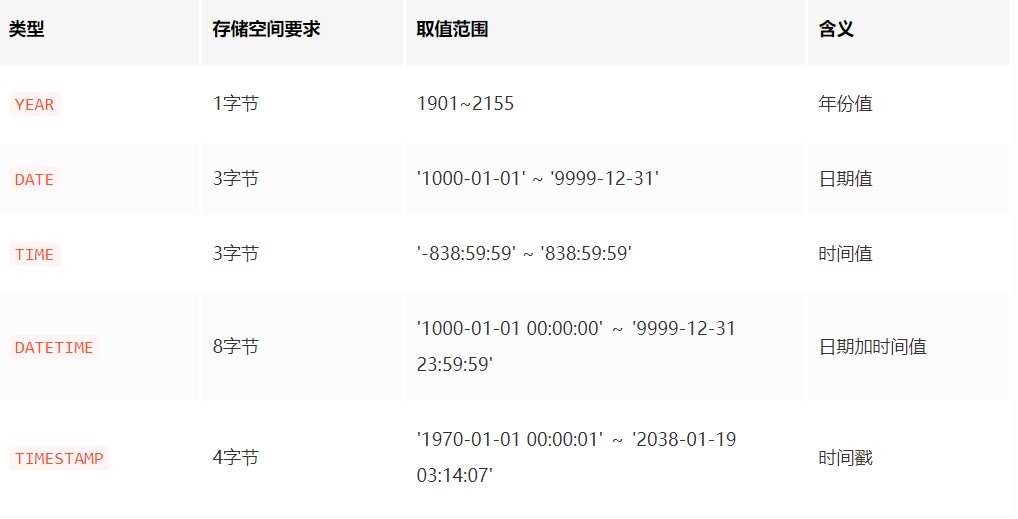 类型 存储空间要求 取值范围 含义
YEAR 1字节 1901~2155 年份值
DATE 3字节 '1000-01-01' ~ '9999-12-31' 日期值
TIME 3字节 '-838:59:59' ~ '838:59:59' 时间值
DATETIME 8字节 '1000-01-01 00:00:00' ~ '9999-12-31
23:59:59' 日期加时间值
TIMESTAMP 4字节 '1970-01-01 00:00:01' ~ '2038-01-19
03:14:07' 时间戳